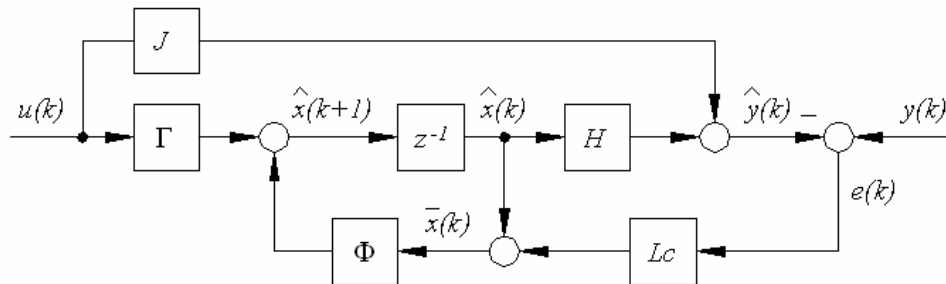 J
u(k)
Γ
x̂(k+1)
z⁻¹
x̂(k)
H
ŷ(k)
−
y(k)
e(k)
Φ
x̅(k)
Lc